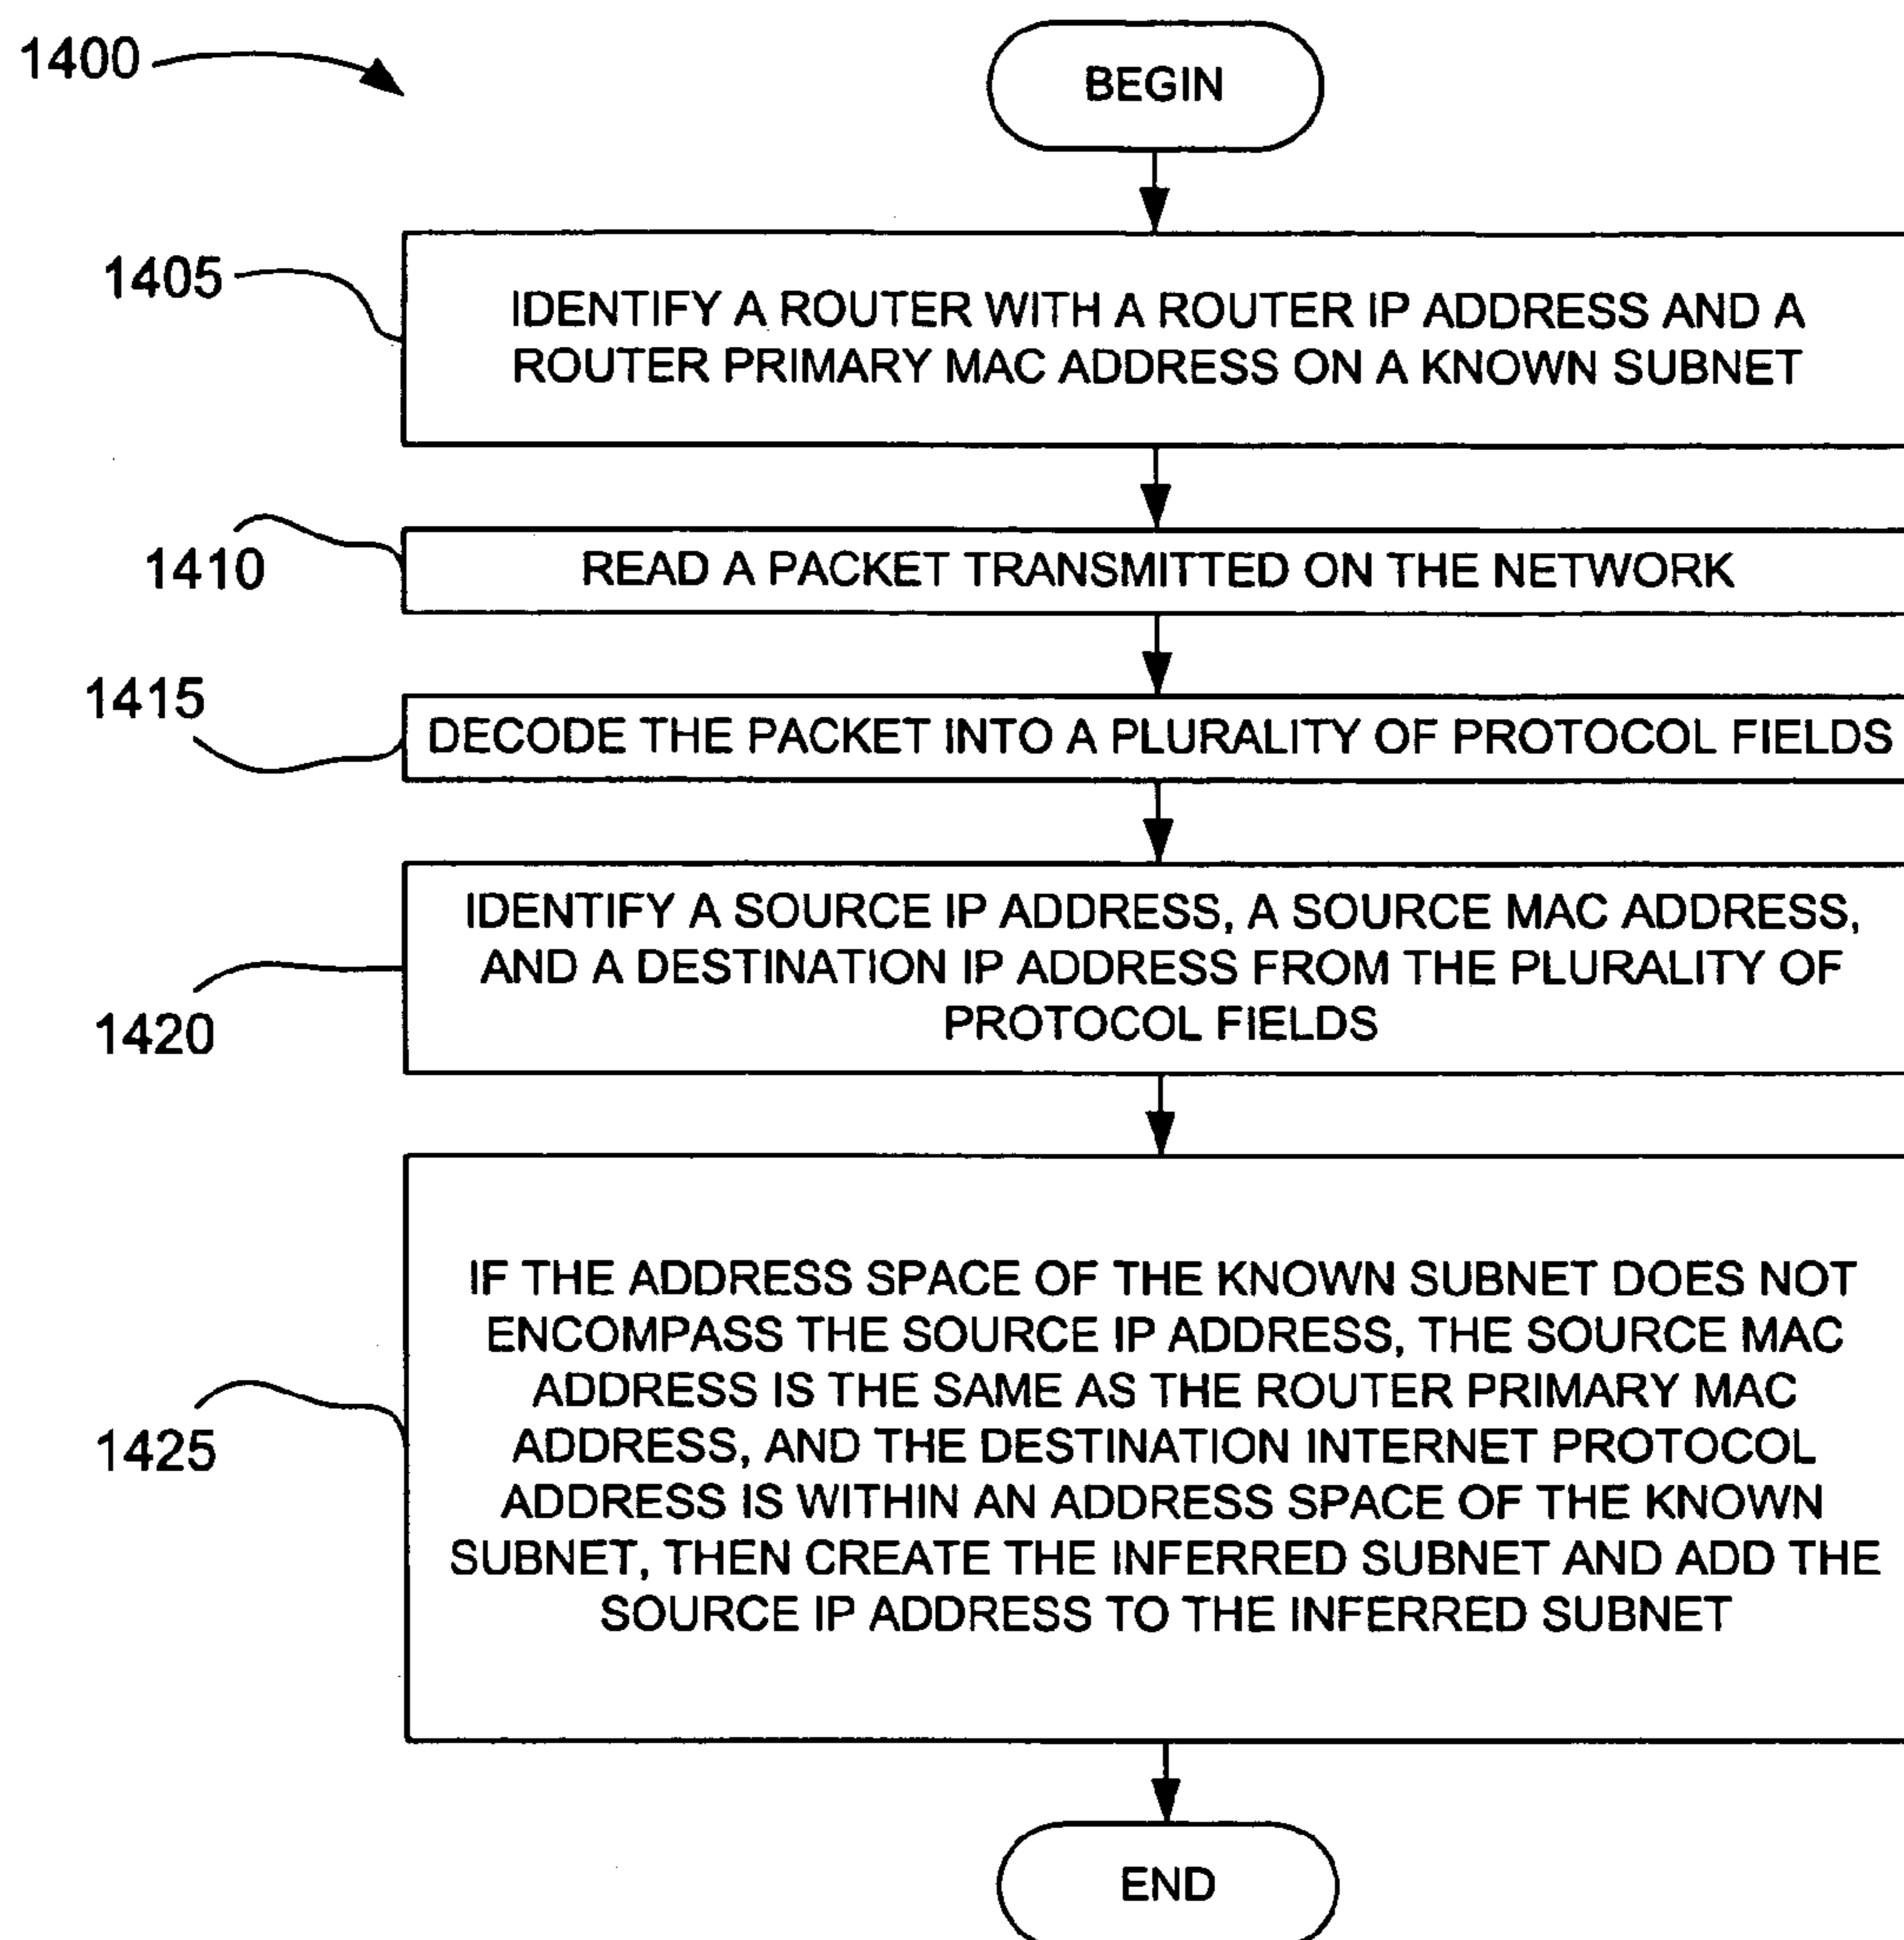 1400
BEGIN
1405
IDENTIFY A ROUTER WITH A ROUTER IP ADDRESS AND A
ROUTER PRIMARY MAC ADDRESS ON A KNOWN SUBNET
1410
READ A PACKET TRANSMITTED ON THE NETWORK
1415
DECODE THE PACKET INTO A PLURALITY OF PROTOCOL FIELDS
1420
IDENTIFY A SOURCE IP ADDRESS, A SOURCE MAC ADDRESS,
AND A DESTINATION IP ADDRESS FROM THE PLURALITY OF
PROTOCOL FIELDS
1425
IF THE ADDRESS SPACE OF THE KNOWN SUBNET DOES NOT
ENCOMPASS THE SOURCE IP ADDRESS, THE SOURCE MAC
ADDRESS IS THE SAME AS THE ROUTER PRIMARY MAC
ADDRESS, AND THE DESTINATION INTERNET PROTOCOL
ADDRESS IS WITHIN AN ADDRESS SPACE OF THE KNOWN
SUBNET, THEN CREATE THE INFERRED SUBNET AND ADD THE
SOURCE IP ADDRESS TO THE INFERRED SUBNET
END